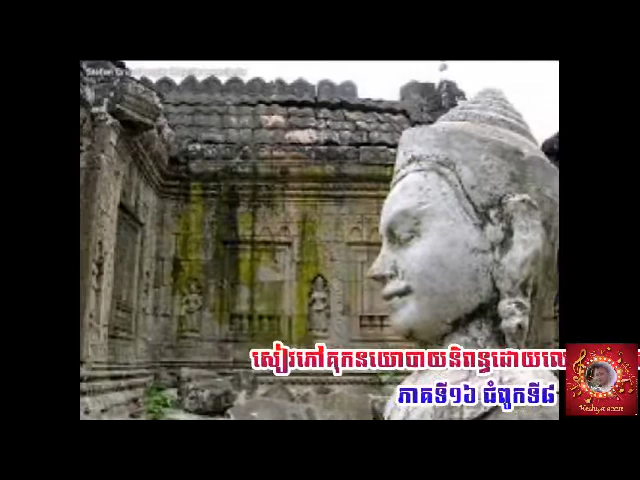 សៀវភៅគុកនយោបាយនិពន្ធដោយលោ
ភាគទី១៦ ជំពូកទី៨